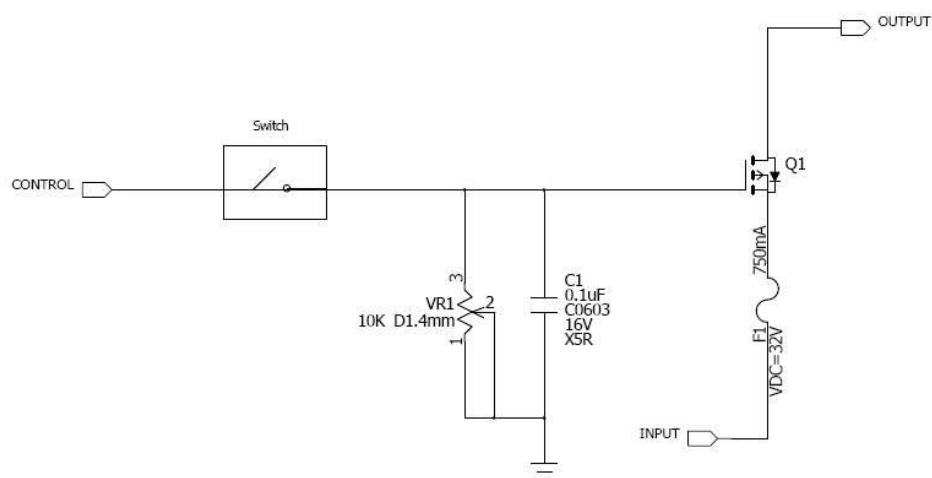 OUTPUT
Switch
Q1
CONTROL
750mA
3
C1
0.1uF
C0603
16V
X5R
VR1
2
10K D1.4mm
1
F1
VDC=32V
INPUT